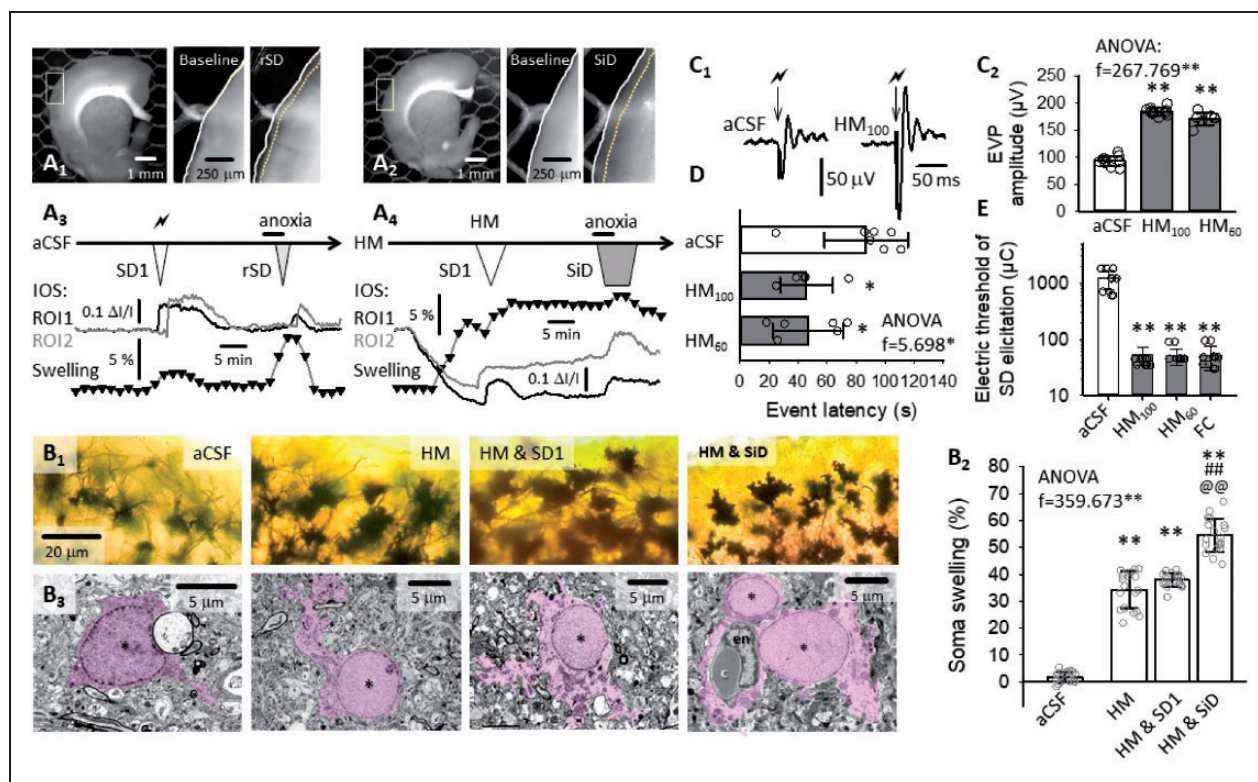 Baseline
rSD
A1
1 mm
250 µm
Baseline
SiD
A2
1 mm
250 µm
C1
aCSF
HM100
50 µV
50 ms
C2
ANOVA:
f=267.769**
**
**
EVP
amplitude (µV)
250
200
150
100
50
0
aCSF
HM100
HM60
A3
aCSF
anoxia
SD1
rSD
IOS:
ROI1
ROI2
0.1 ΔI/I
5 %
5 min
Swelling
A4
HM
HM
anoxia
SD1
SiD
IOS:
ROI1
ROI2
5 %
5 min
0.1 ΔI/I
Swelling
D
aCSF
HM100
*
HM60
*
ANOVA
f=5.698*
0 20 40 60 80 100 120 140
Event latency (s)
E
Electric threshold of
SD elicitation (µC)
1000
100
10
**
**
**
aCSF
HM100
HM60
FC
B1
aCSF
20 µm
HM
HM & SD1
HM & SiD
B2
ANOVA
f=359.673**
Soma swelling (%)
80
70
60
50
40
30
20
10
0
**
**
**
##
@@
aCSF
HM
HM & SD1
HM & SiD
B3
5 µm
*
5 µm
*
5 µm
*
5 µm
*
en
*
c